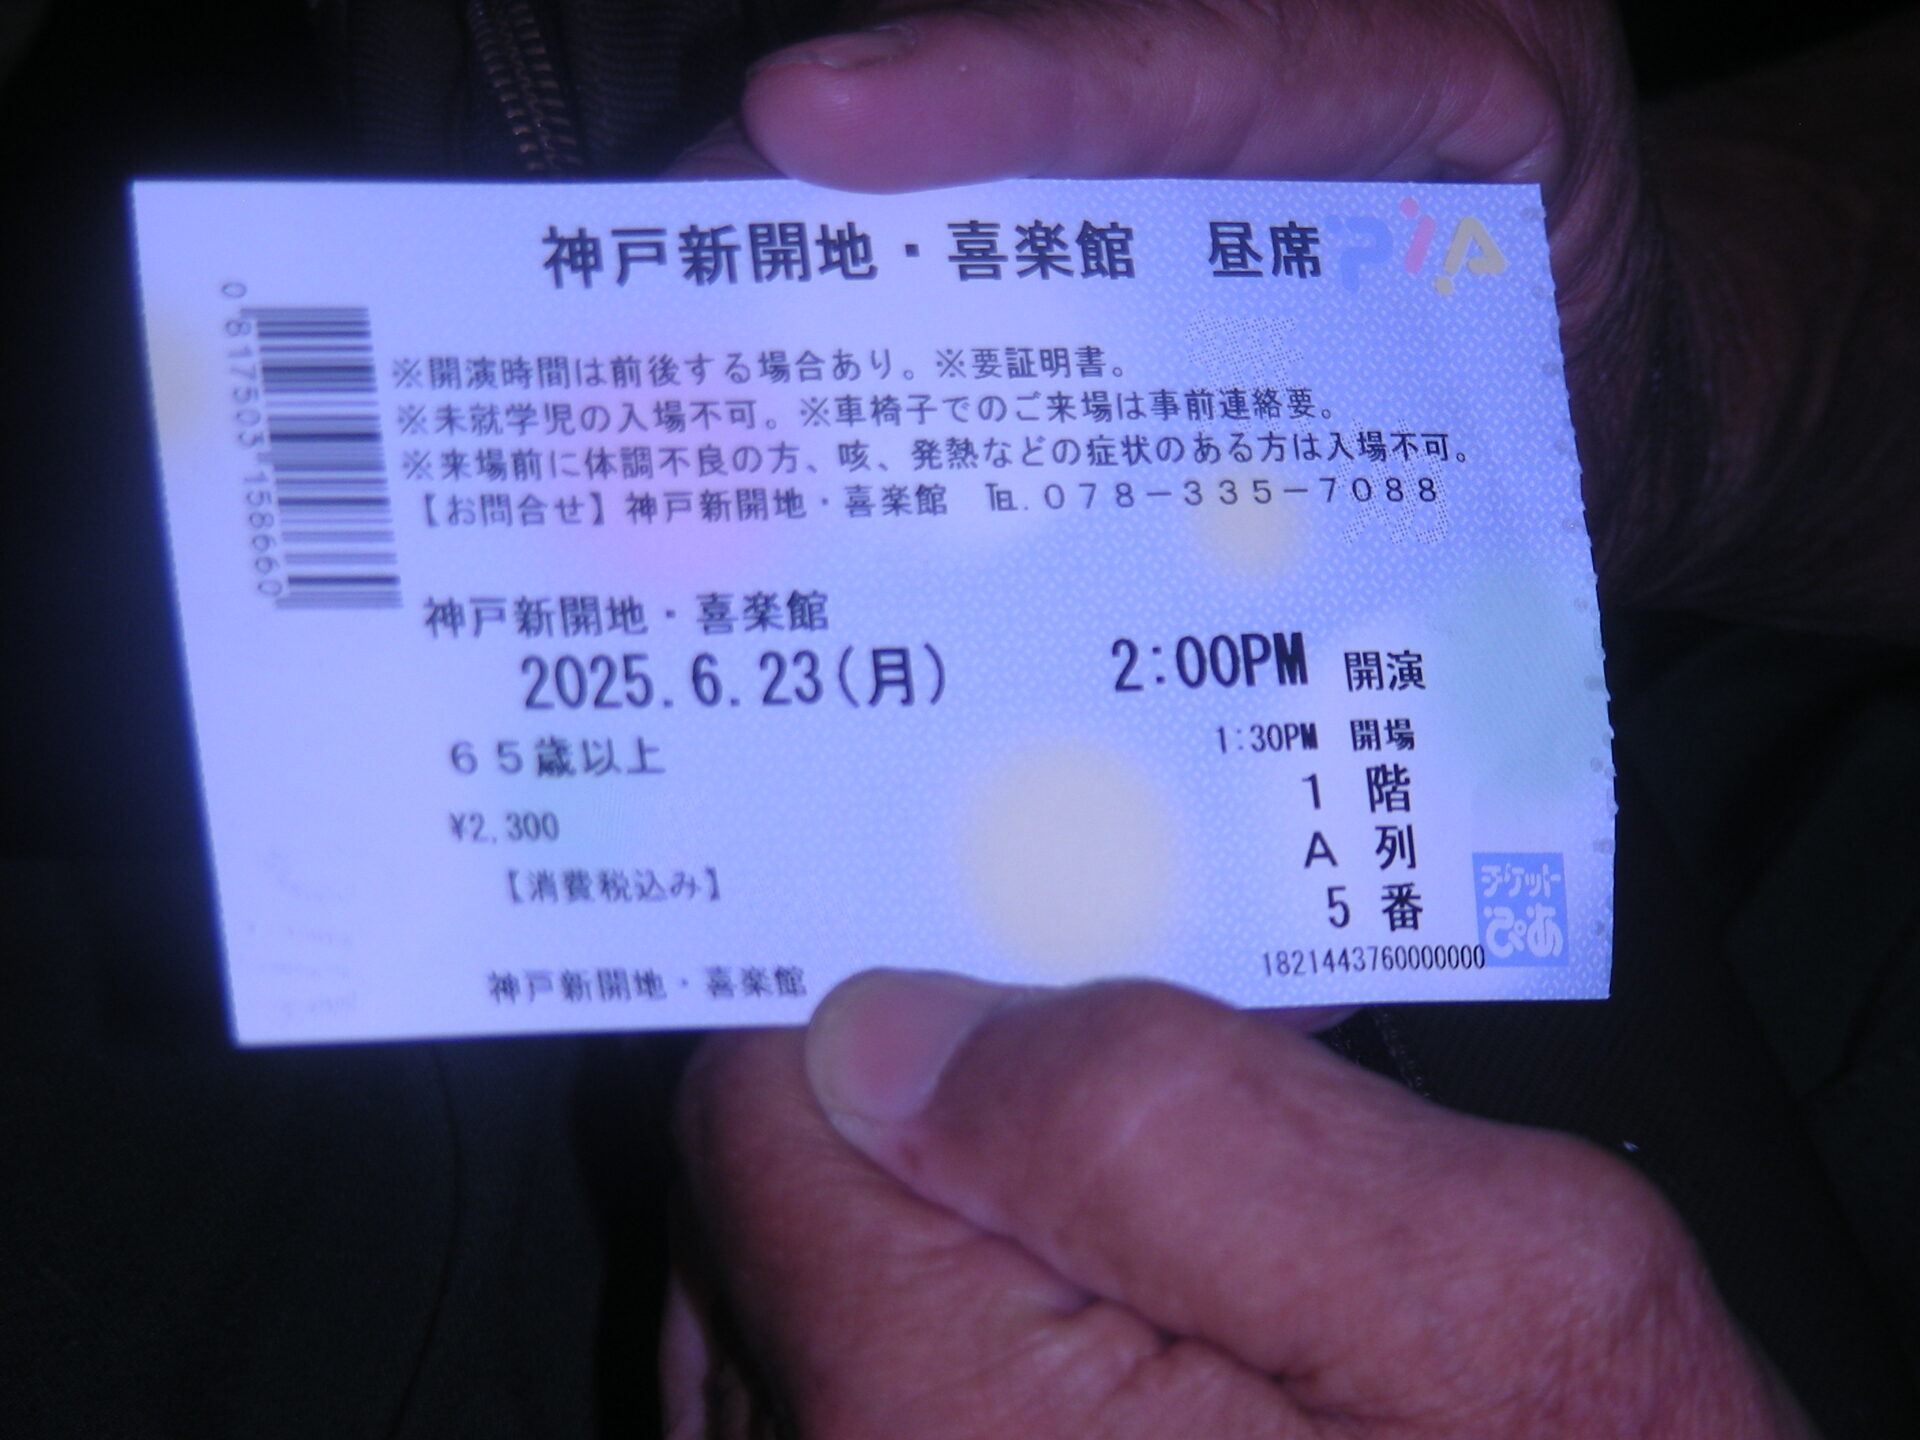 神戸新開地・喜楽館　昼席
PIA
0817503158660
※開演時間は前後する場合あり。※要証明書。
※未就学児の入場不可。※車椅子でのご来場は事前連絡要。
※来場前に体調不良の方、咳、発熱などの症状のある方は入場不可。
【お問合せ】神戸新開地・喜楽館　℡.０７８－３３５－７０８８
神戸新開地・喜楽館
2025.6.23(月)　2:00PM 開演
1:30PM 開場
６５歳以上
1 階
¥2,300
A 列
【消費税込み】
5 番
チケット
ぴあ
1821443760000000
神戸新開地・喜楽館